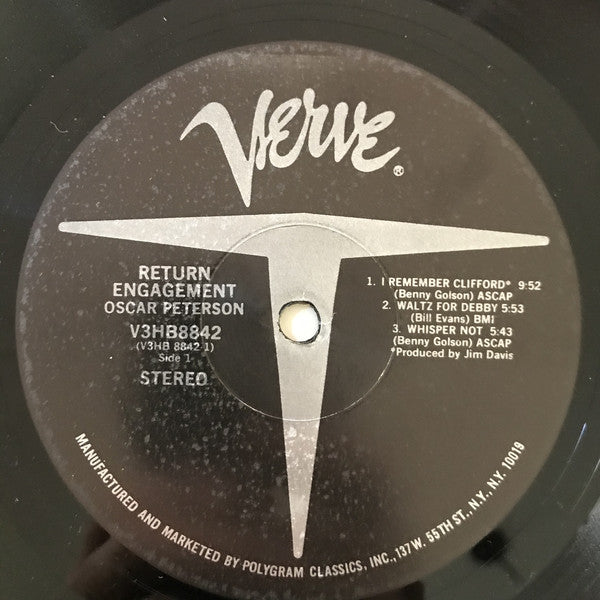 Verve®
RETURN
ENGAGEMENT
OSCAR PETERSON
V3HB8842
(V3HB 8842-1)
Side 1
STEREO
1. I REMEMBER CLIFFORD* 9:52
(Benny Golson) ASCAP
2. WALTZ FOR DEBBY 5:53
(Bill Evans) BMI
3. WHISPER NOT 5:43
(Benny Golson) ASCAP
*Produced by Jim Davis
MANUFACTURED AND MARKETED BY POLYGRAM CLASSICS, INC., 137 W. 55TH ST., N.Y., N.Y. 10019